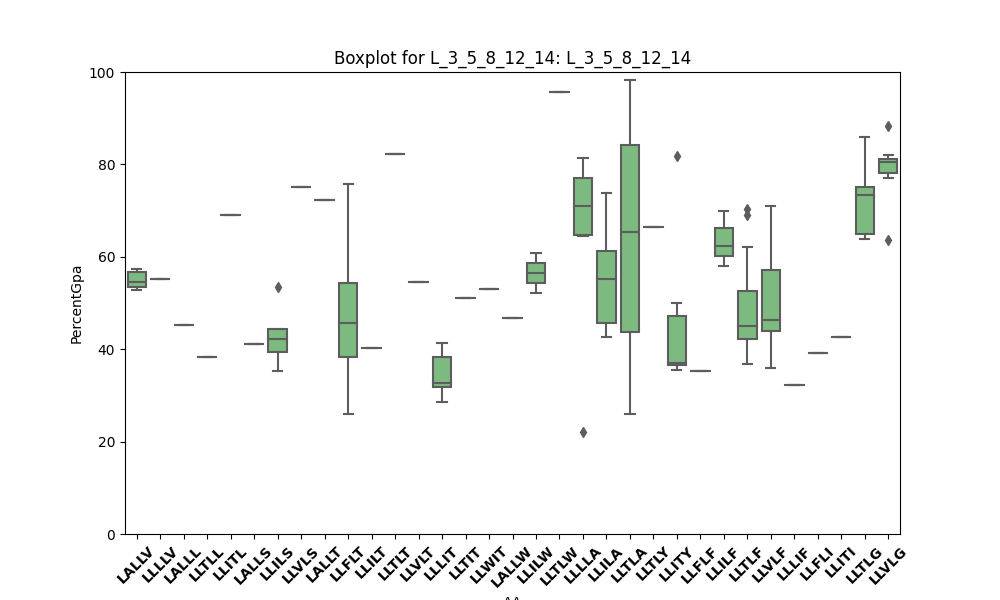 Boxplot for L_3_5_8_12_14: L_3_5_8_12_14
100
80
60
40
20
0
PercentGpa
LALLV
LLLLV
LALLL
LLTLL
LLITL
LALLS
LLILS
LLVLS
LALLT
LLFLT
LLILT
LLTLT
LLVLT
LLLIT
LLTIT
LLWIT
LALLW
LLILW
LLTLW
LLLLA
LLILA
LLTLA
LLTLY
LLITY
LLFLF
LLILF
LLTLF
LLVLF
LLLIF
LLFLI
LLITI
LLTLG
LLVLG